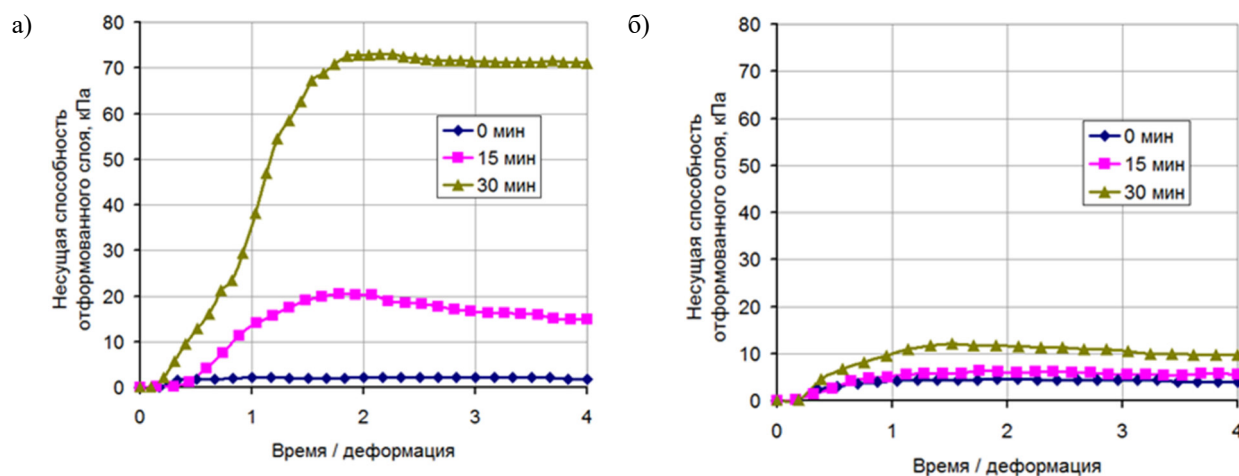 а)
Несущая способность
отформованного слоя, кПа
80
70
60
50
40
30
20
10
0
0 мин
15 мин
30 мин
0 1 2 3 4
Время / деформация
б)
Несущая способность
отформованного слоя, кПа
80
70
60
50
40
30
20
10
0
0 мин
15 мин
30 мин
0 1 2 3 4
Время / деформация